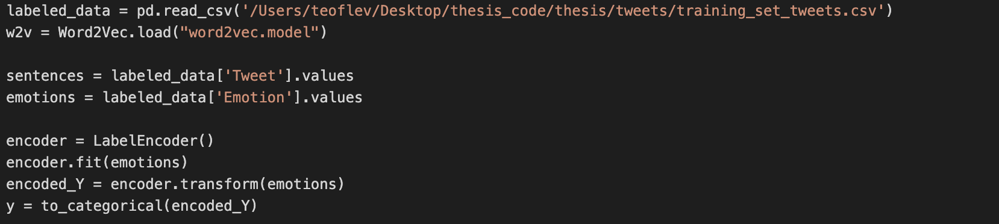 labeled_data = pd.read_csv('/Users/teoflev/Desktop/thesis_code/thesis/tweets/training_set_tweets.csv')
w2v = Word2Vec.load("word2vec.model")
sentences = labeled_data['Tweet'].values
emotions = labeled_data['Emotion'].values
encoder = LabelEncoder()
encoder.fit(emotions)
encoded_Y = encoder.transform(emotions)
y = to_categorical(encoded_Y)